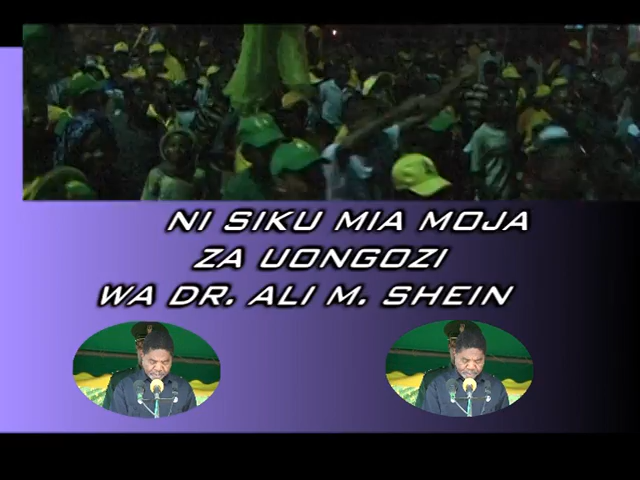 NI SIKU MIA MOJA
ZA UONGOZI
WA DR. ALI M. SHEIN